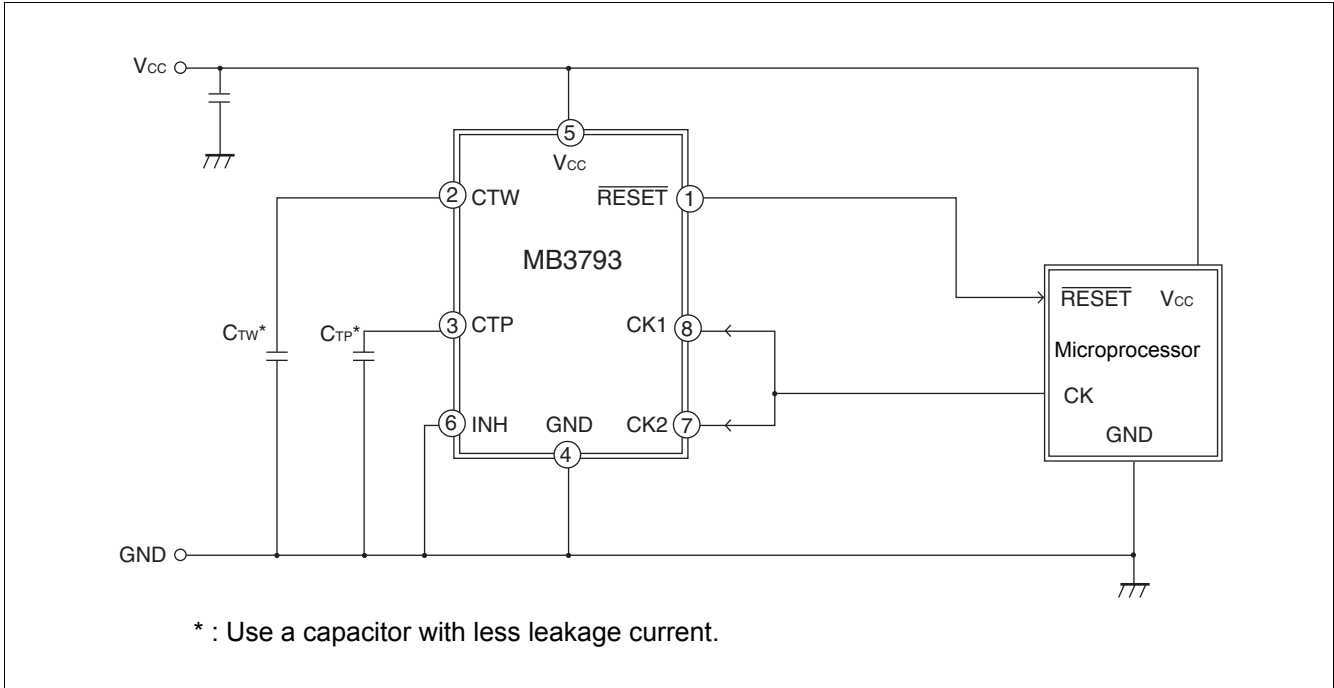 VCC
5
VCC
2 CTW
RESET 1
MB3793
RESET VCC
3 CTP
CK1 8
CTW*
CTP*
Microprocessor
CK
6 INH
GND
CK2 7
GND
4
GND
* : Use a capacitor with less leakage current.